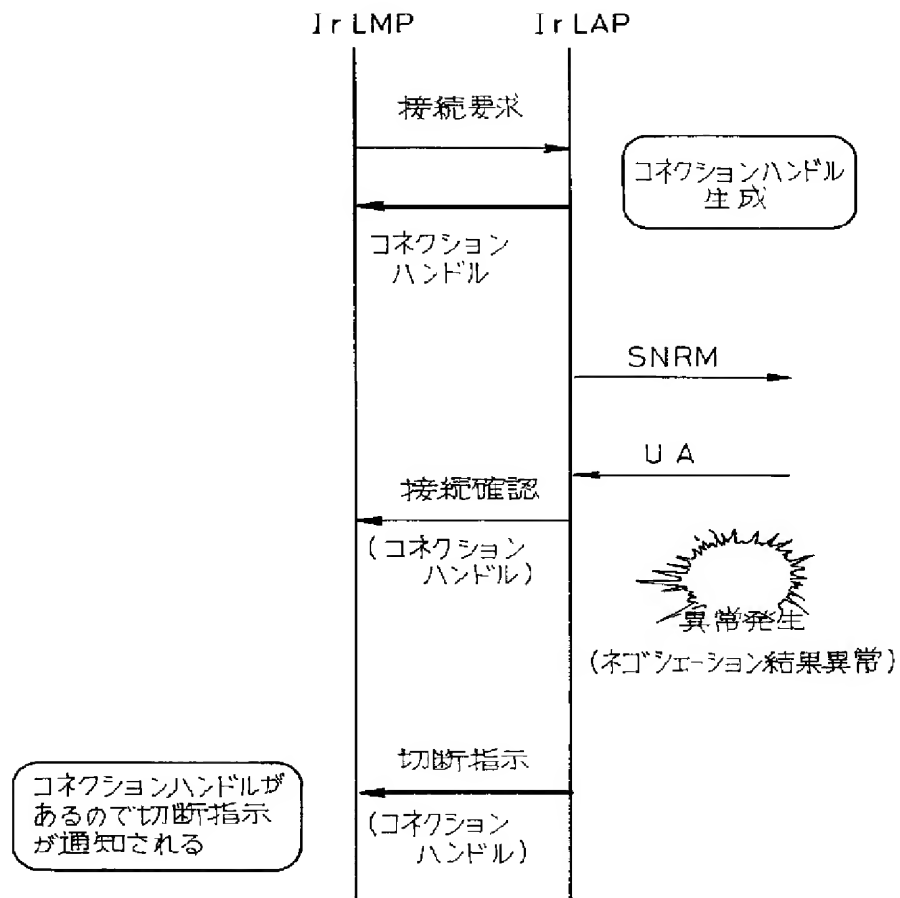 IrLMP
IrLAP
接続要求
コネクションハンドル
生成
コネクション
ハンドル
SNRM
UA
接続確認
(コネクション
ハンドル)
異常発生
(ネゴシエーション結果異常)
切断指示
コネクションハンドルが
あるので切断指示
が通知される
(コネクション
ハンドル)